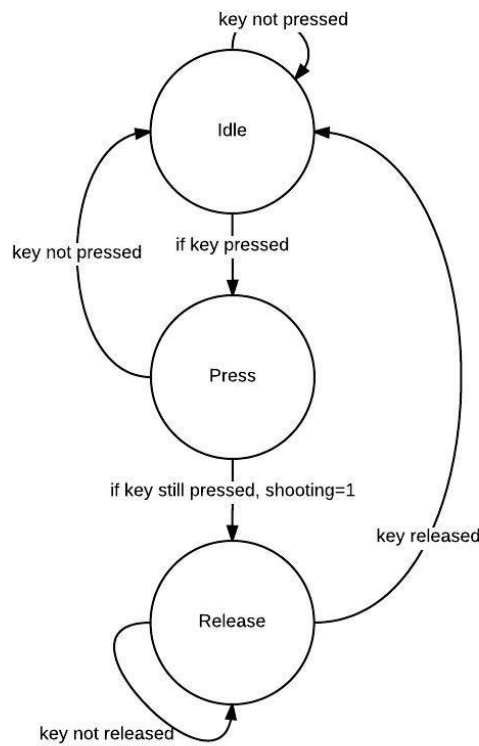 key not pressed
Idle
if key pressed
key not pressed
Press
if key still pressed, shooting=1
key released
Release
key not released